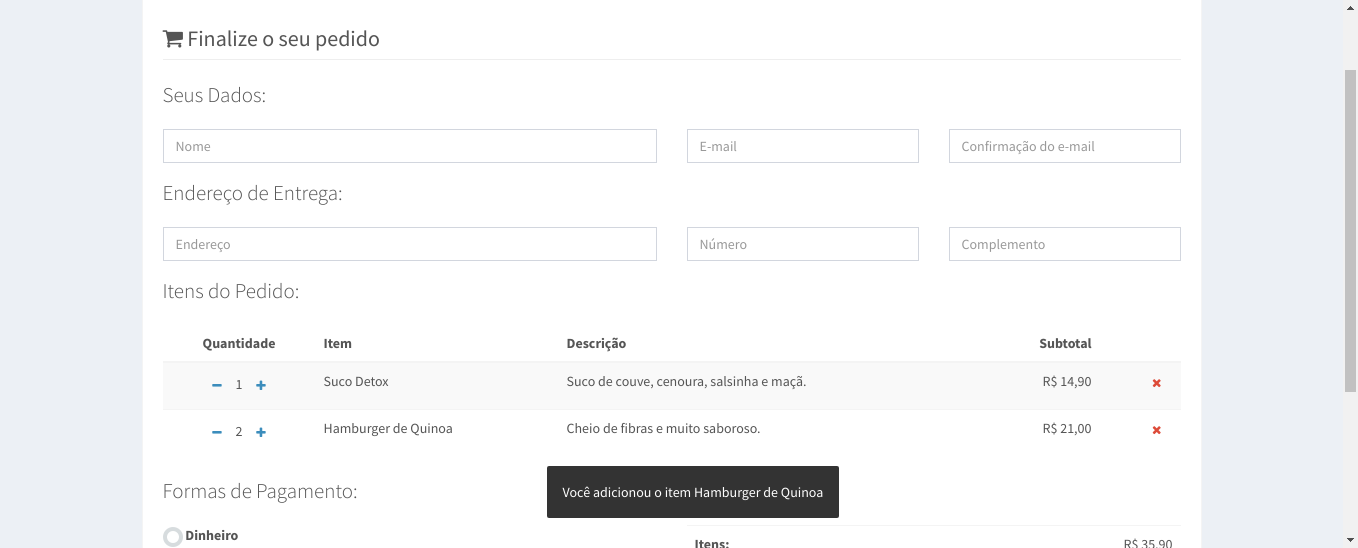 Finalize o seu pedido
Seus Dados:
Nome E-mail Confirmação do e-mail
Endereço de Entrega:
Endereço Número Complemento
Itens do Pedido:
Quantidade Item Descrição Subtotal
1 Suco Detox Suco de couve, cenoura, salsinha e maçã. R$ 14,90
2 Hamburger de Quinoa Cheio de fibras e muito saboroso. R$ 21,00
Formas de Pagamento:
Você adicionou o item Hamburger de Quinoa
Dinheiro
Itens: R$ 35,90